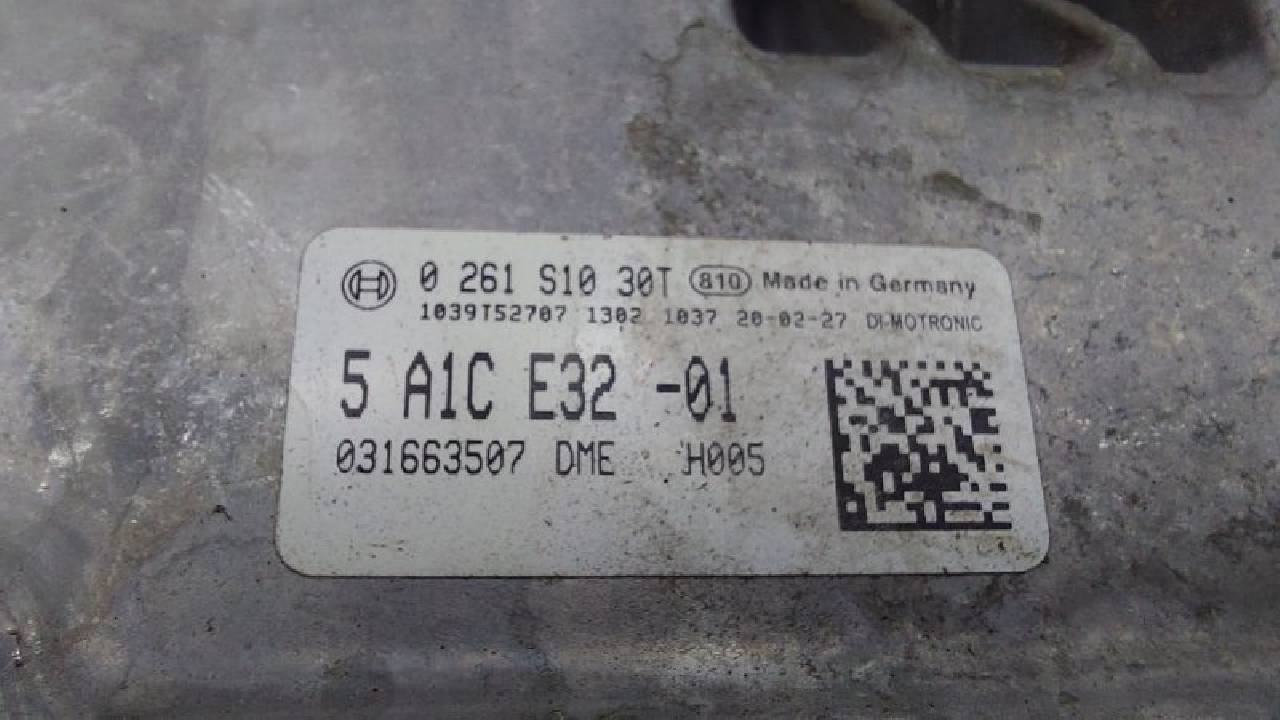 0 261 S10 30T 810 Made in Germany
1039T52707 1302 1037 20-02-27 DI-MOTRONIC
5 A1C E32 -01
031663507 DME H005